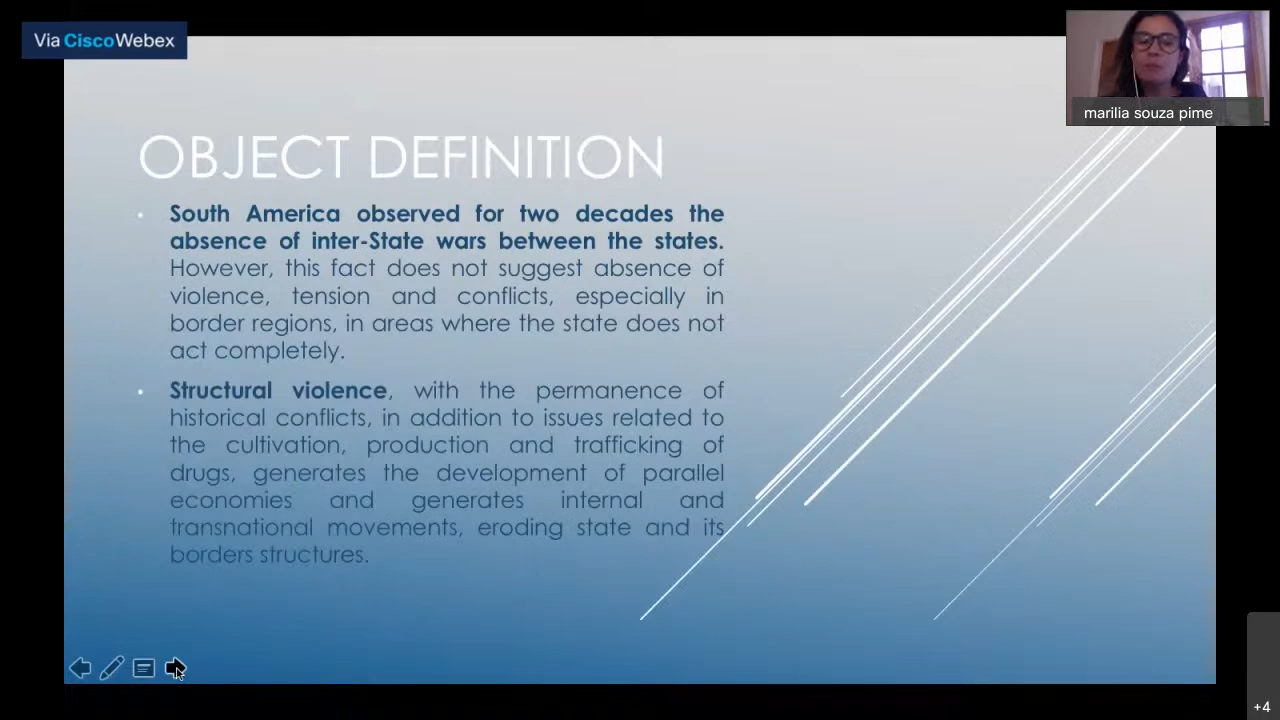 Via Cisco Webex
marilia souza pime
OBJECT DEFINITION
• South America observed for two decades the
absence of inter-State wars between the states.
However, this fact does not suggest absence of
violence, tension and conflicts, especially in
border regions, in areas where the state does not
act completely.
• Structural violence, with the permanence of
historical conflicts, in addition to issues related to
the cultivation, production and trafficking of
drugs, generates the development of parallel
economies and generates internal and
transnational movements, eroding state and its
borders structures.
+4